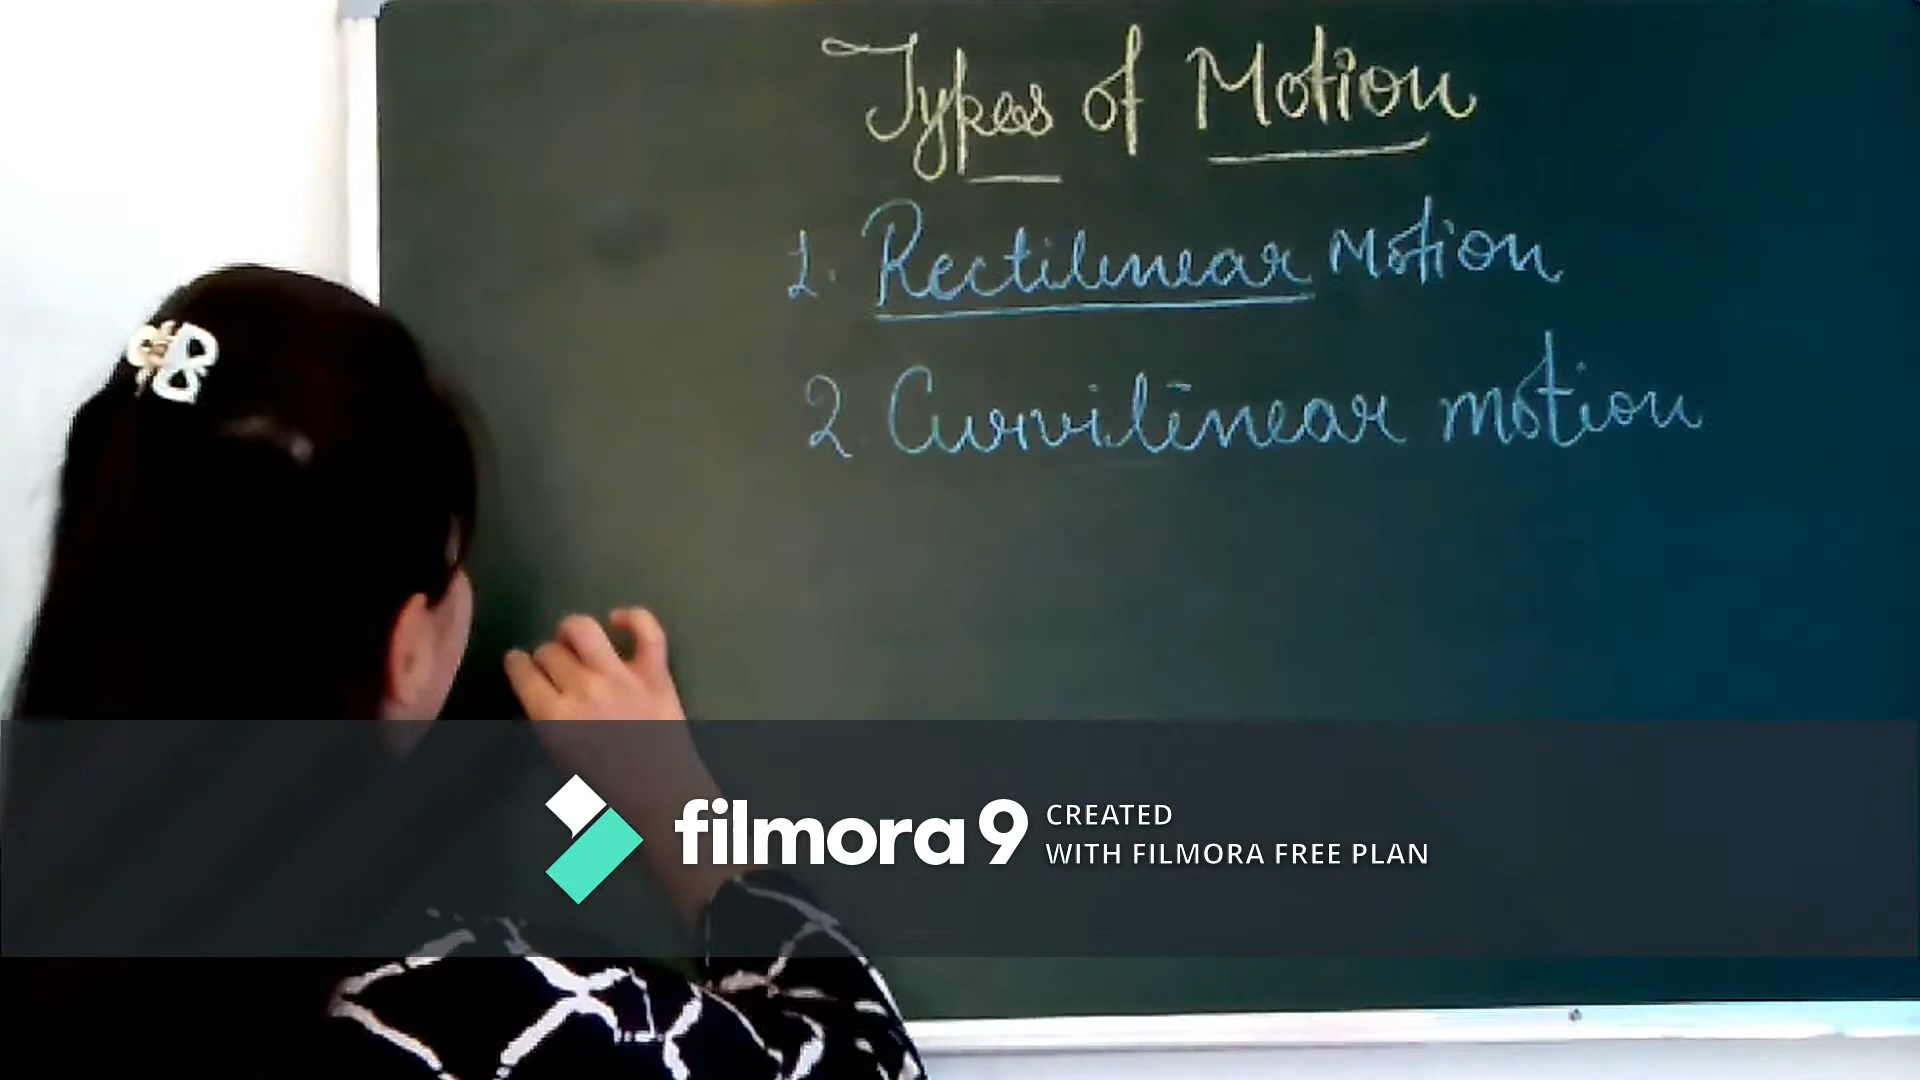 Types of Motion
1. Rectilinear Motion
2. Curvilinear motion
filmora 9 CREATED
WITH FILMORA FREE PLAN